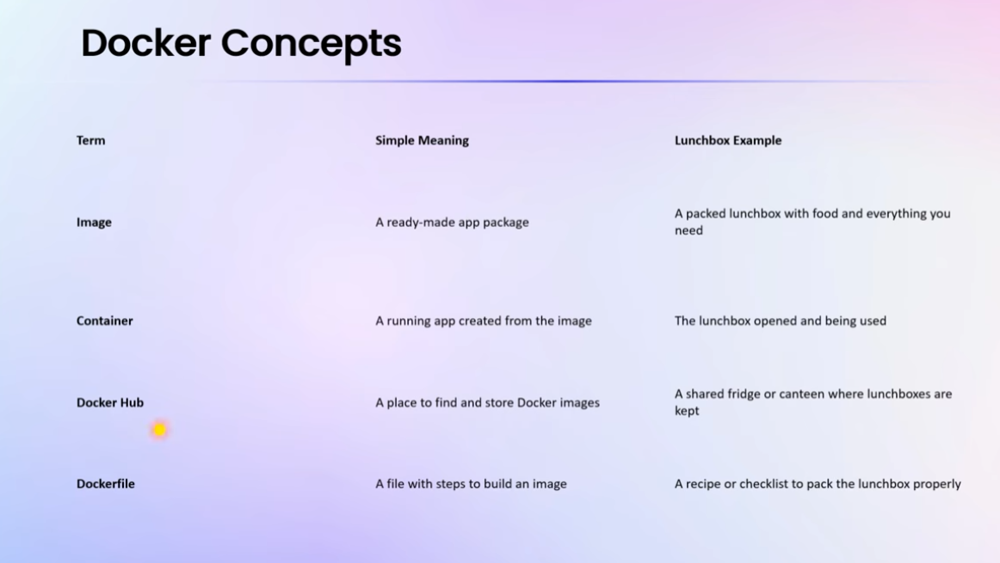 Docker Concepts
Term
Simple Meaning
Lunchbox Example
Image
A ready-made app package
A packed lunchbox with food and everything you
need
Container
A running app created from the image
The lunchbox opened and being used
Docker Hub
A place to find and store Docker images
A shared fridge or canteen where lunchboxes are
kept
Dockerfile
A file with steps to build an image
A recipe or checklist to pack the lunchbox properly